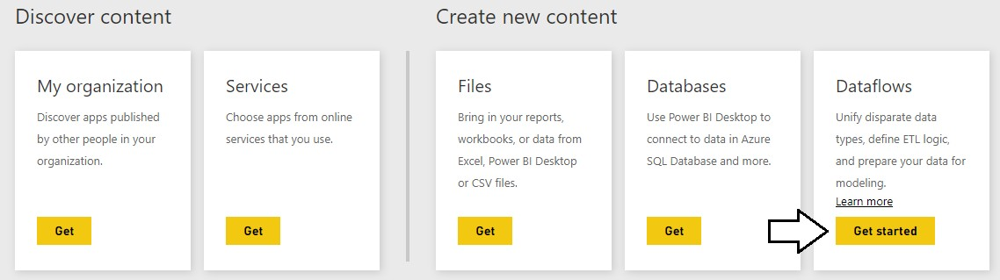 Discover content
My organization
Discover apps published
by other people in your
organization.
Get
Services
Choose apps from online
services that you use.
Get
Create new content
Files
Bring in your reports,
workbooks, or data from
Excel, Power BI Desktop
or CSV files.
Get
Databases
Use Power BI Desktop to
connect to data in Azure
SQL Database and more.
Get
Dataflows
Unify disparate data
types, define ETL logic,
and prepare your data for
modeling.
Learn more
Get started